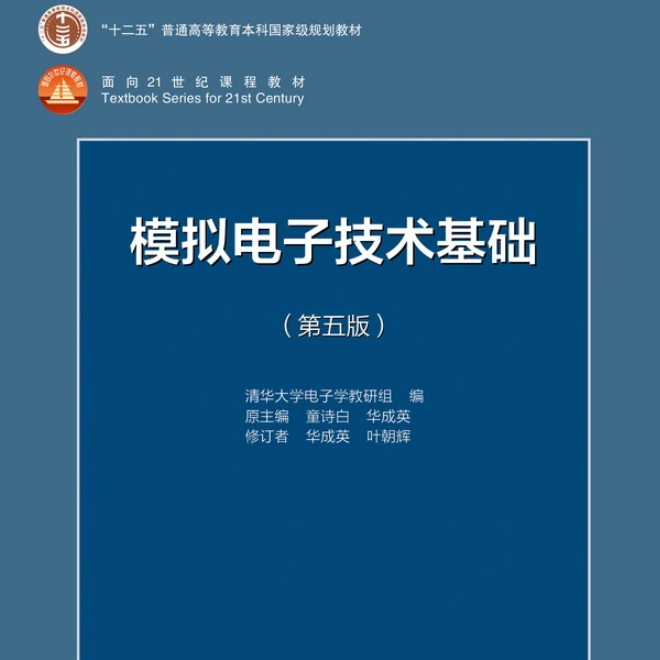 “十二五”普通高等教育本科国家级规划教材
面向21世纪课程教材
Textbook Series for 21st Century
模拟电子技术基础
（第五版）
清华大学电子学教研组 编
原主编 童诗白 华成英
修订者 华成英 叶朝辉